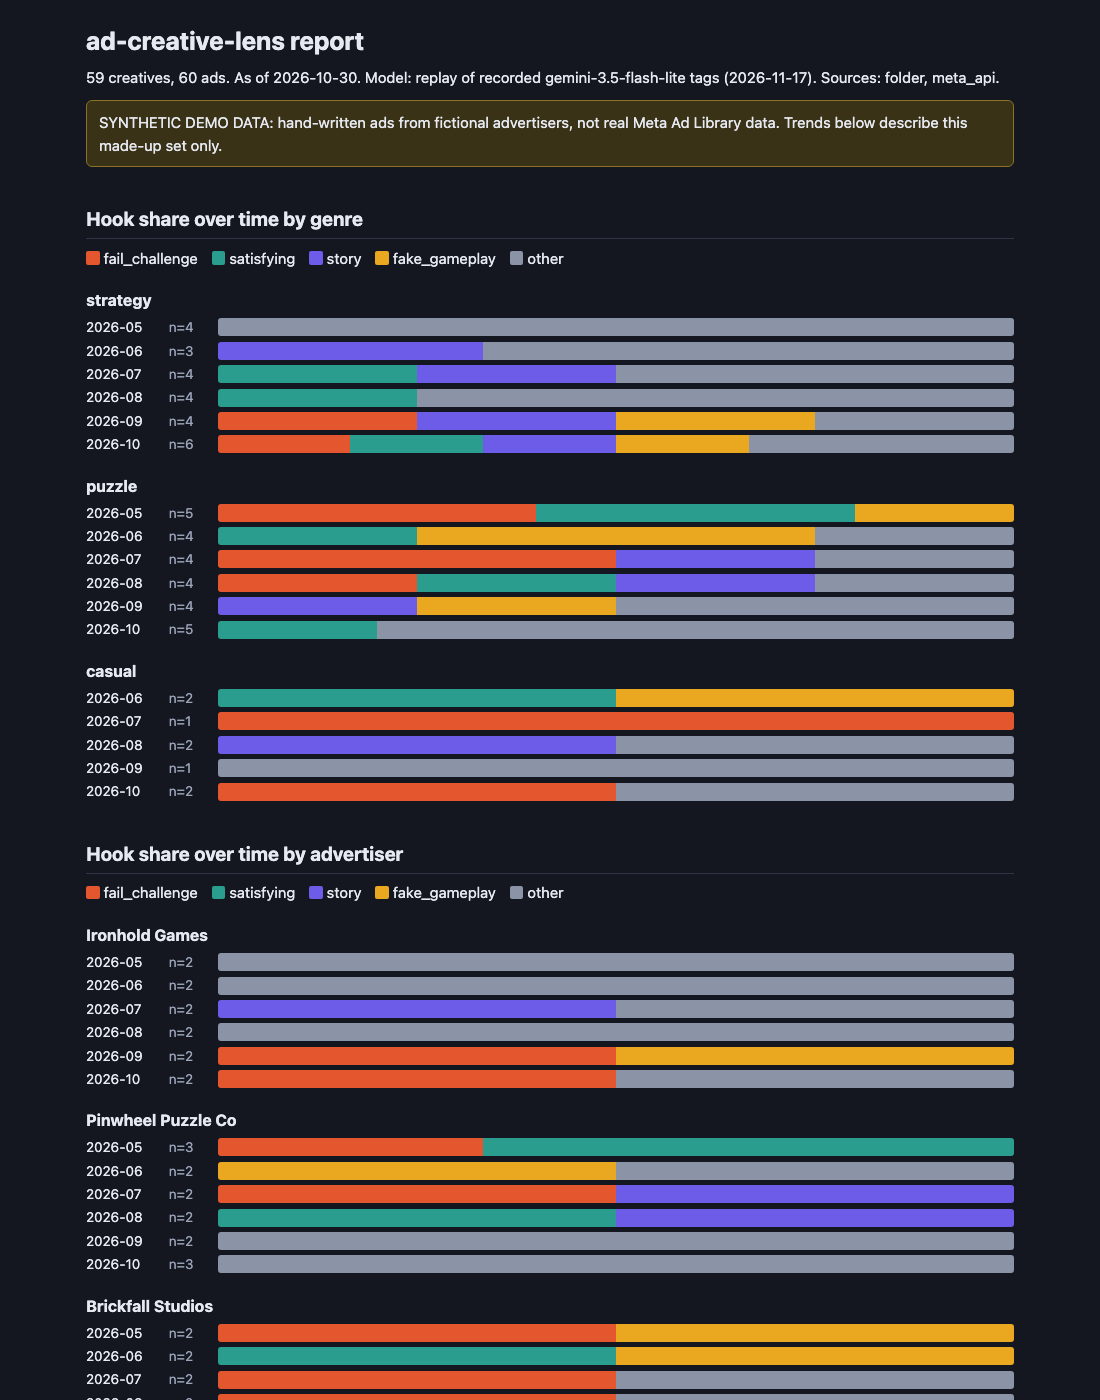 ad-creative-lens report
59 creatives, 60 ads. As of 2026-10-30. Model: replay of recorded gemini-3.5-flash-lite tags (2026-11-17). Sources: folder, meta_api.
SYNTHETIC DEMO DATA: hand-written ads from fictional advertisers, not real Meta Ad Library data. Trends below describe this
made-up set only.
Hook share over time by genre
fail_challenge satisfying story fake_gameplay other
strategy
2026-05 n=4
2026-06 n=3
2026-07 n=4
2026-08 n=4
2026-09 n=4
2026-10 n=6
puzzle
2026-05 n=5
2026-06 n=4
2026-07 n=4
2026-08 n=4
2026-09 n=4
2026-10 n=5
casual
2026-06 n=2
2026-07 n=1
2026-08 n=2
2026-09 n=1
2026-10 n=2
Hook share over time by advertiser
fail_challenge satisfying story fake_gameplay other
Ironhold Games
2026-05 n=2
2026-06 n=2
2026-07 n=2
2026-08 n=2
2026-09 n=2
2026-10 n=2
Pinwheel Puzzle Co
2026-05 n=3
2026-06 n=2
2026-07 n=2
2026-08 n=2
2026-09 n=2
2026-10 n=3
Brickfall Studios
2026-05 n=2
2026-06 n=2
2026-07 n=2